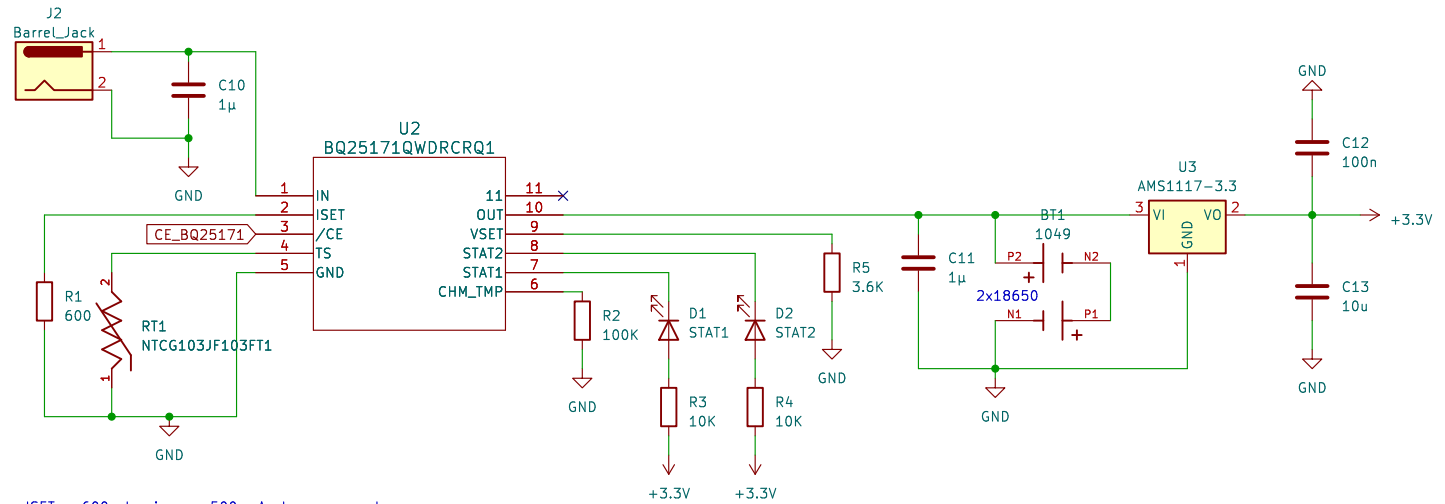 J2
Barrel_Jack
1
2
C10
1µ
GND
U2
BQ25171QWDRCRQ1
1 IN
2 ISET
3 /CE
4 TS
5 GND
11 11
OUT 10
VSET 9
STAT2 8
STAT1 7
CHM_TMP 6
CE_BQ25171
R1
600
2
RT1
NTCG103JF103FT1
1
GND
R2
100K
GND
D1
STAT1
R3
10K
+3.3V
D2
STAT2
R4
10K
+3.3V
R5
3.6K
GND
C11
1µ
BT1
1049
P2
N2
+
2x18650
N1
P1
+
GND
U3
AMS1117-3.3
3 VI
VO 2
GND
1
GND
C12
100n
+3.3V
C13
10u
GND